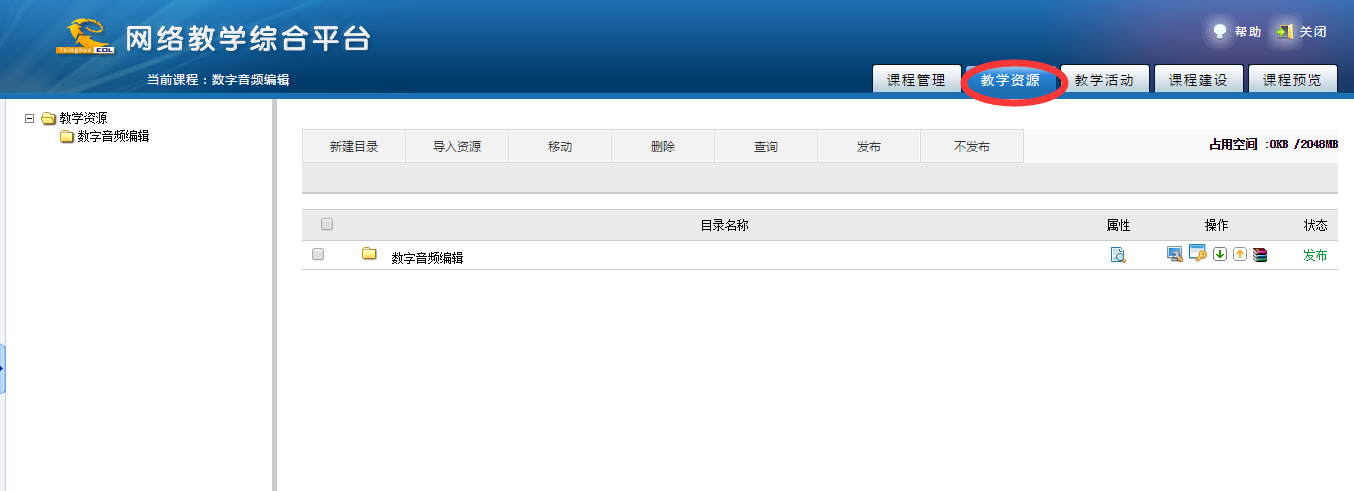 Tsinghua COL
网络教学综合平台
帮助 关闭
当前课程：数字音频编辑
课程管理 教学资源 教学活动 课程建设 课程预览
教学资源
数字音频编辑
新建目录 导入资源 移动 删除 查询 发布 不发布
占用空间 :0KB /2048MB
目录名称 属性 操作 状态
数字音频编辑 发布